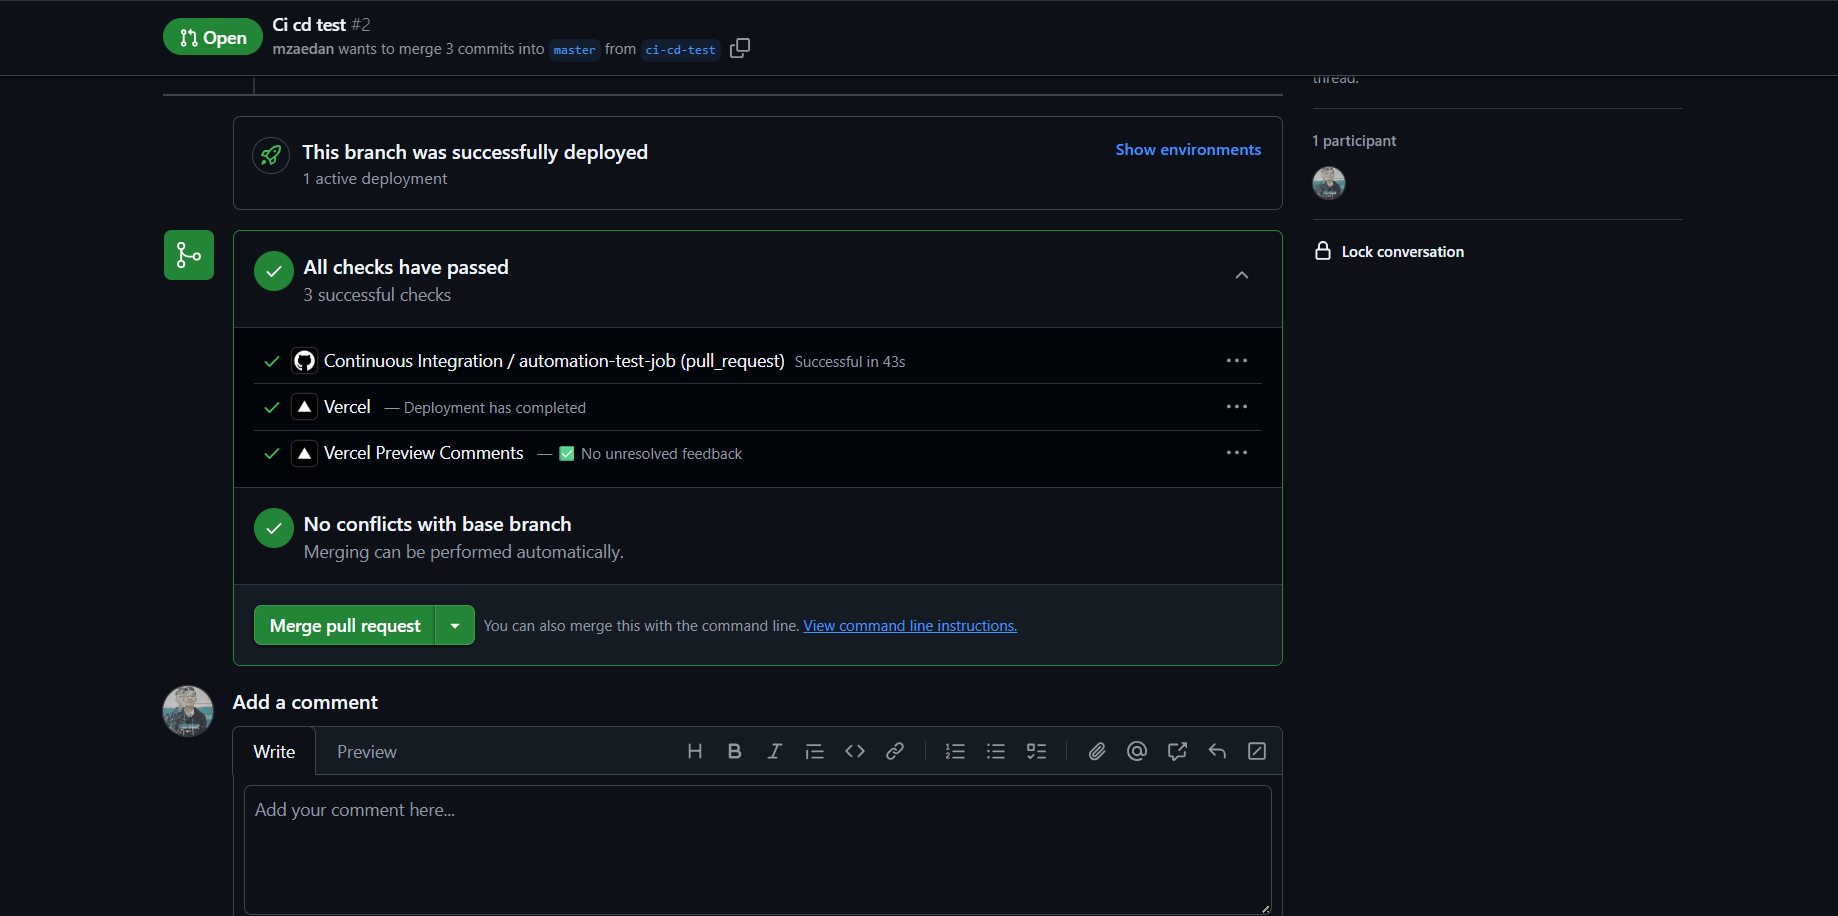 Open
Ci cd test #2
mzaedan wants to merge 3 commits into master from ci-cd-test
thread.
This branch was successfully deployed
1 active deployment
Show environments
1 participant
Lock conversation
All checks have passed
3 successful checks
Continuous Integration / automation-test-job (pull_request) Successful in 43s
Vercel — Deployment has completed
Vercel Preview Comments — ✅ No unresolved feedback
No conflicts with base branch
Merging can be performed automatically.
Merge pull request
You can also merge this with the command line. View command line instructions.
Add a comment
Write
Preview
Add your comment here...